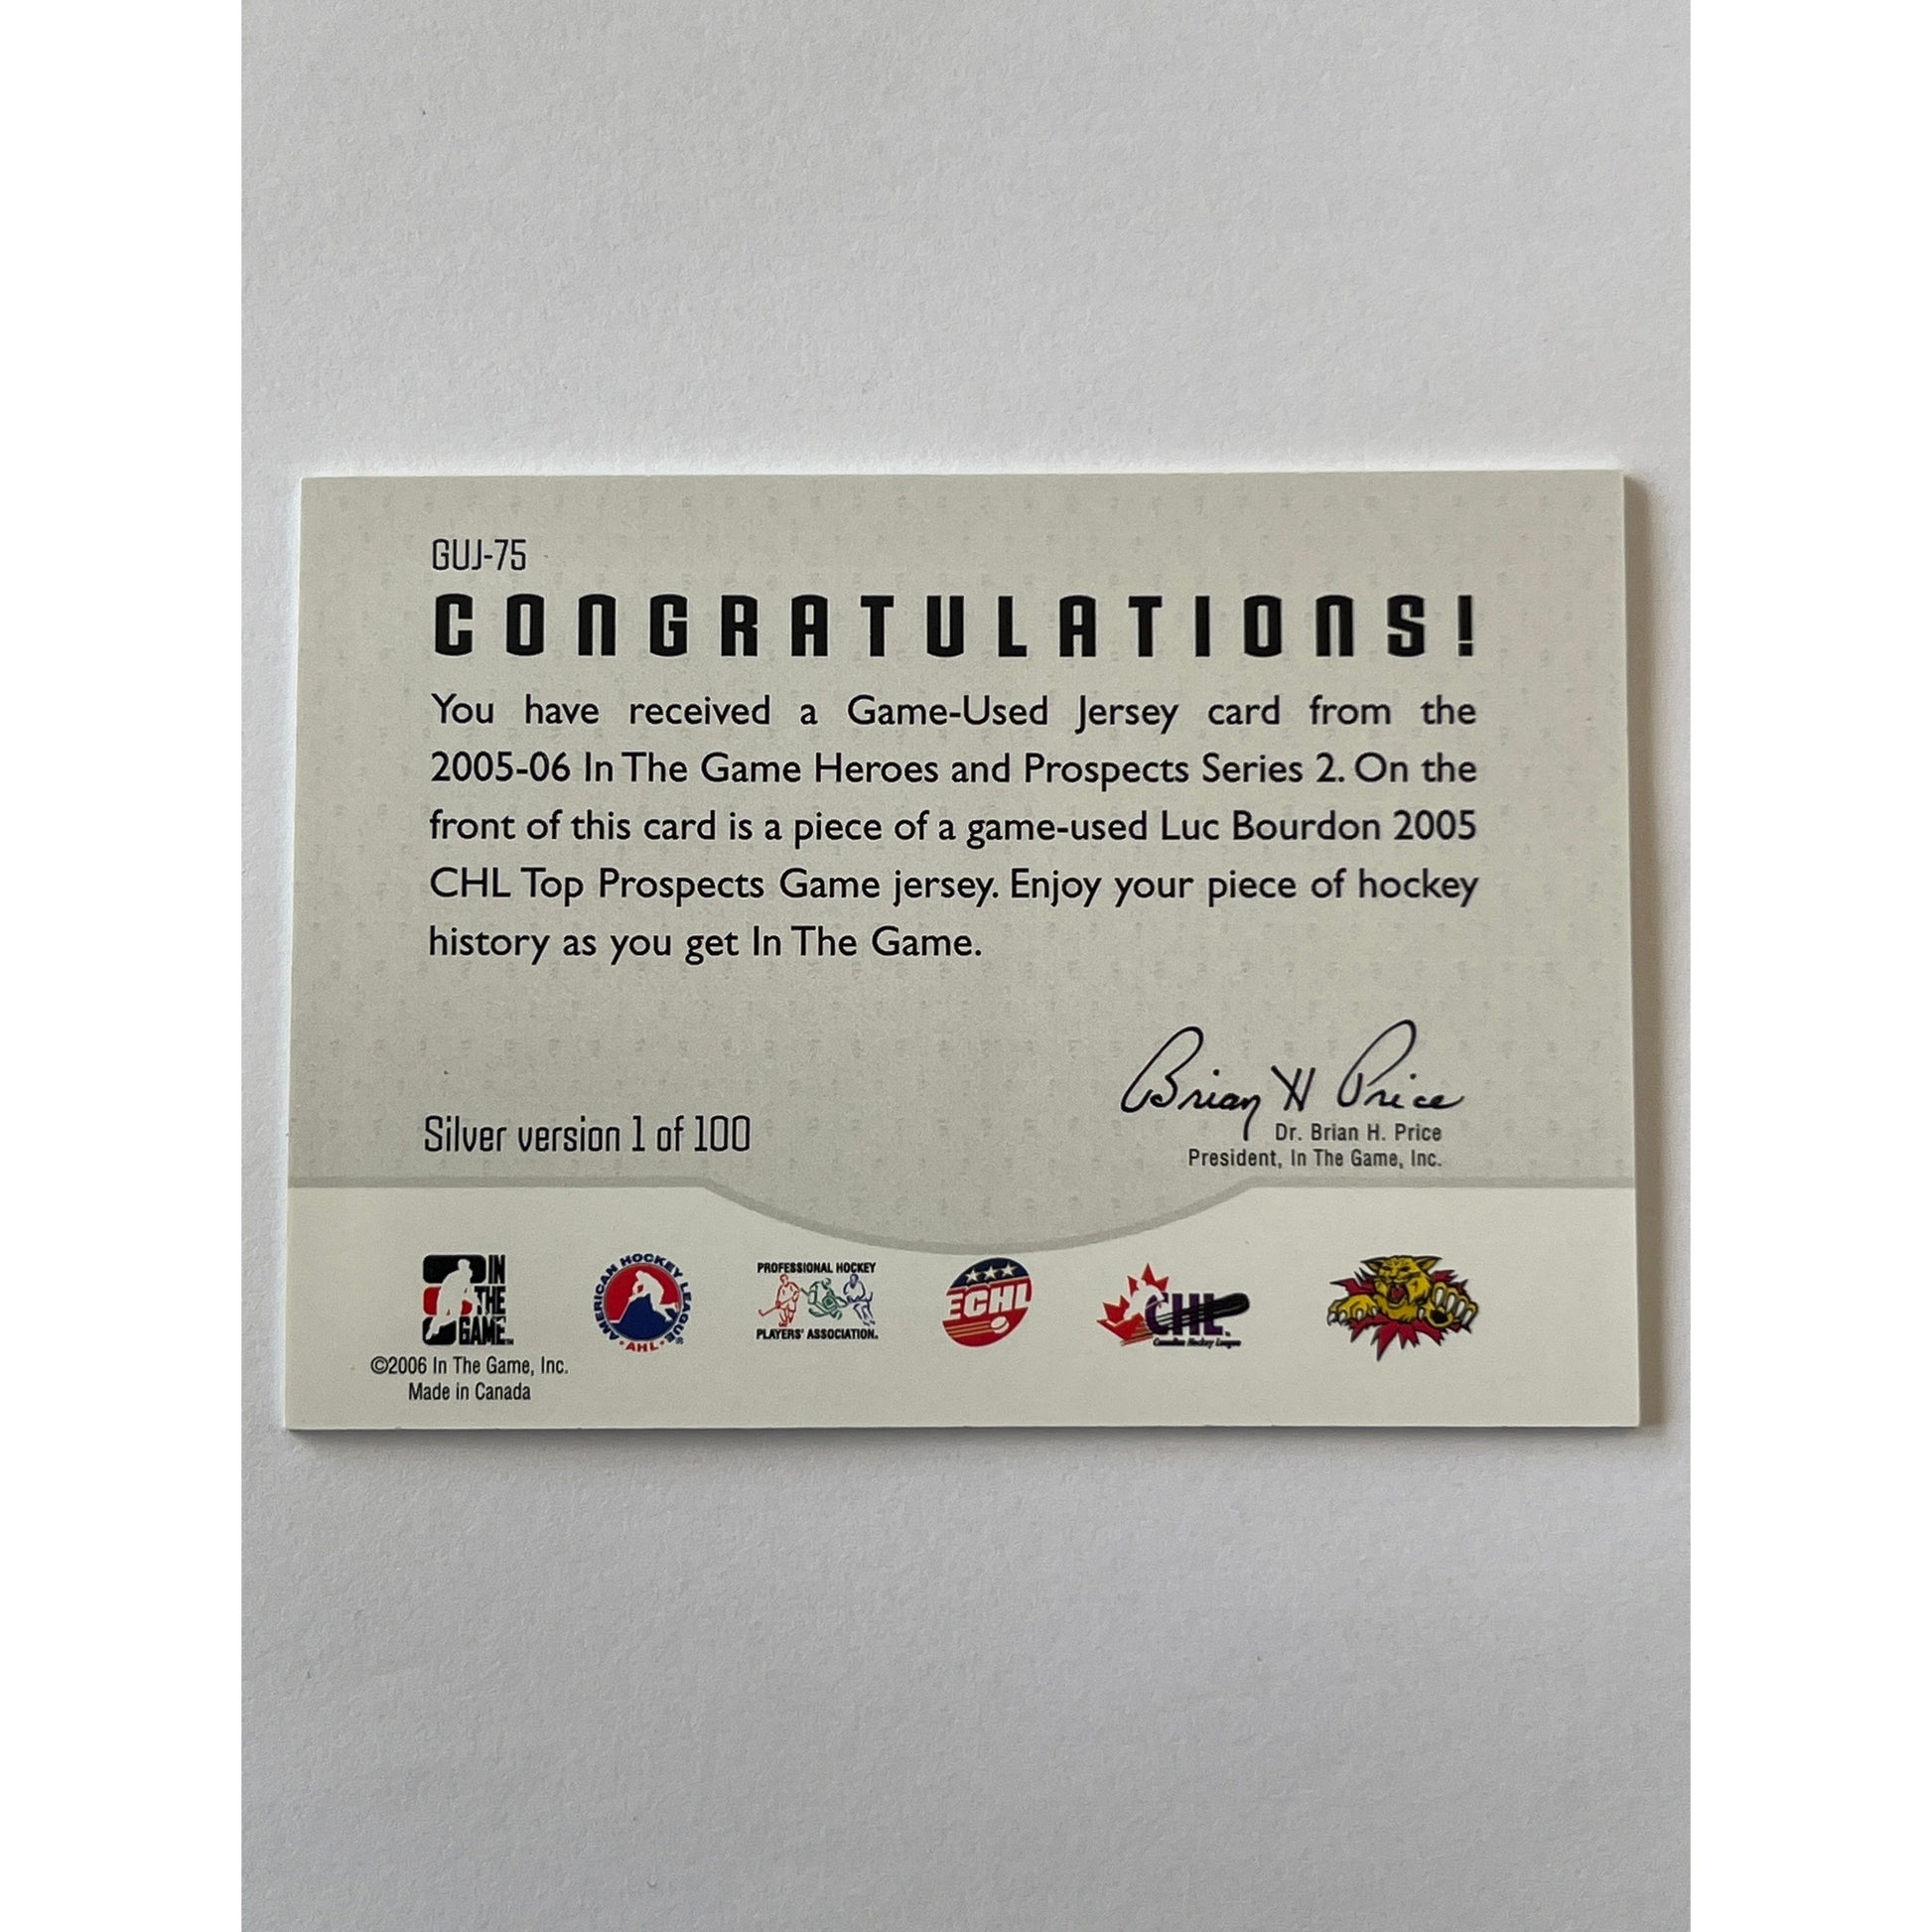 GUJ-75
CONGRATULATIONS!
You have received a Game-Used Jersey card from the
2005-06 In The Game Heroes and Prospects Series 2. On the
front of this card is a piece of a game-used Luc Bourdon 2005
CHL Top Prospects Game jersey. Enjoy your piece of hockey
history as you get In The Game.
Brian H Price
Dr. Brian H. Price
President, In The Game, Inc.
Silver version 1 of 100
IN
THE
GAME™
©2006 In The Game, Inc.
Made in Canada
AMERICAN HOCKEY LEAGUE
AHL
PROFESSIONAL HOCKEY
PLAYERS' ASSOCIATION.
ECHL
CHL
Canadian Hockey League